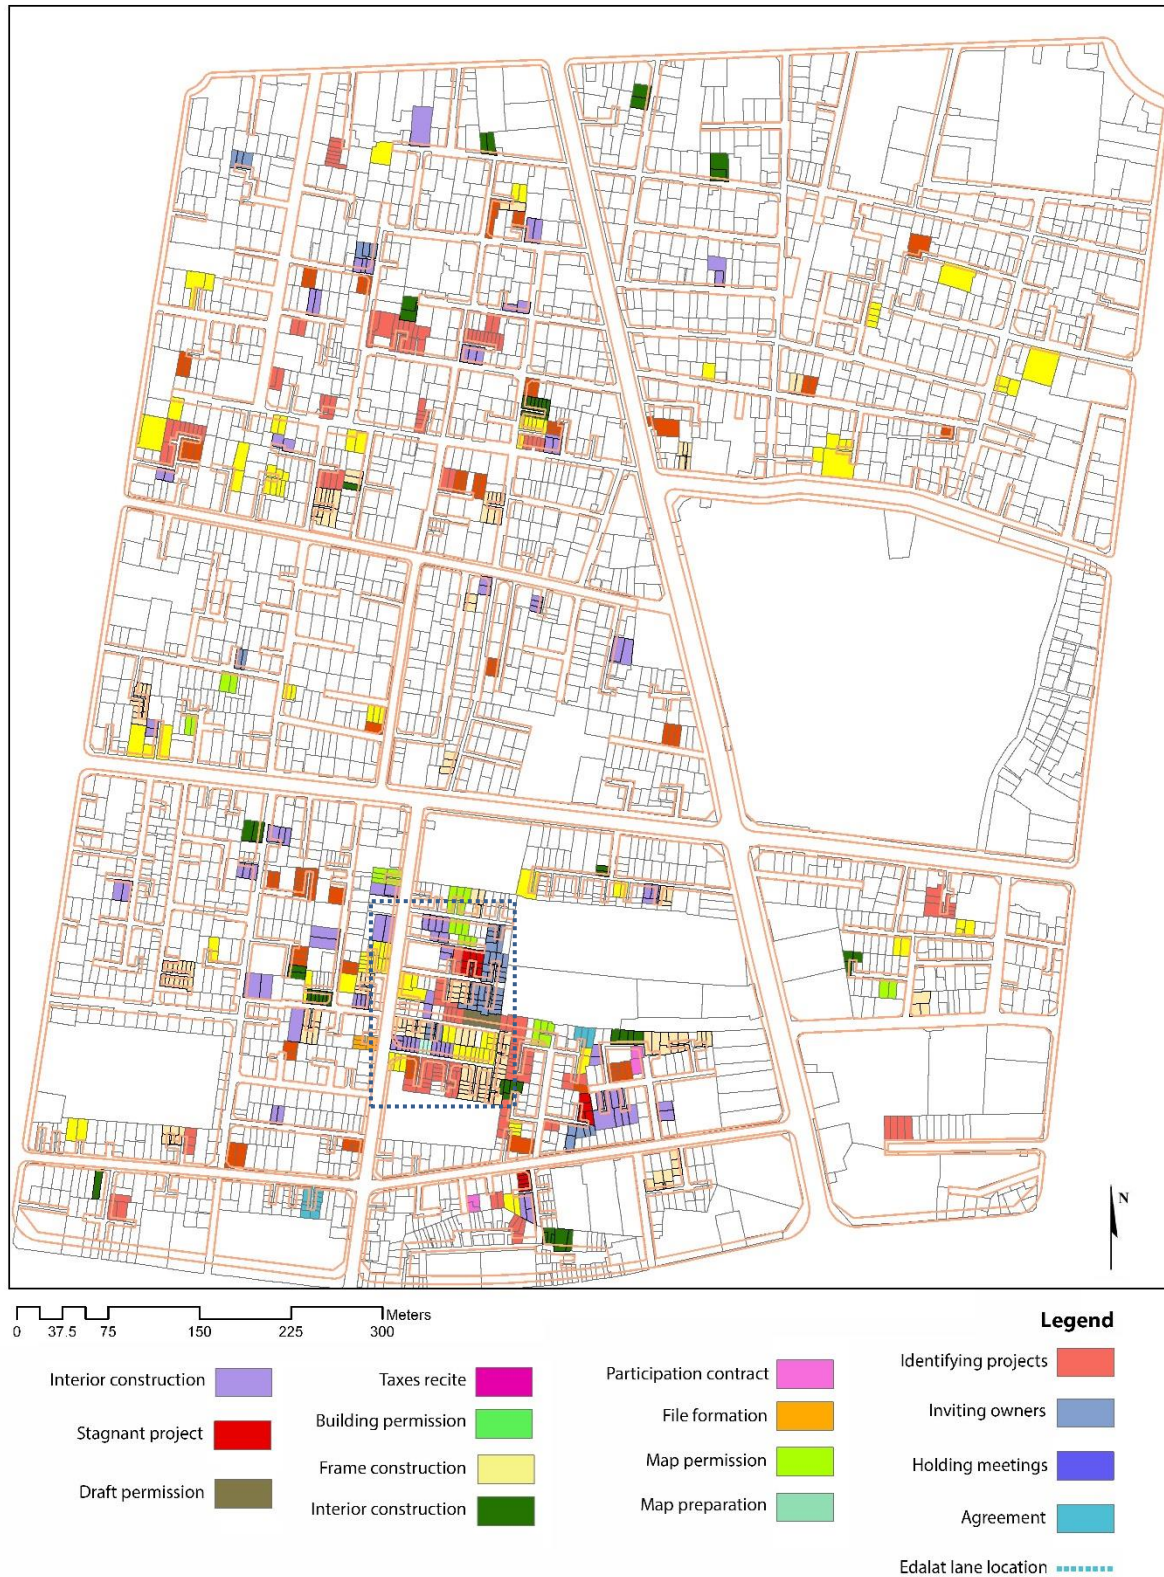 N
Meters
0 37.5 75 150 225 300
Legend
Interior construction
Stagnant project
Draft permission
Taxes recite
Building permission
Frame construction
Interior construction
Participation contract
File formation
Map permission
Map preparation
Identifying projects
Inviting owners
Holding meetings
Agreement
Edalat lane location